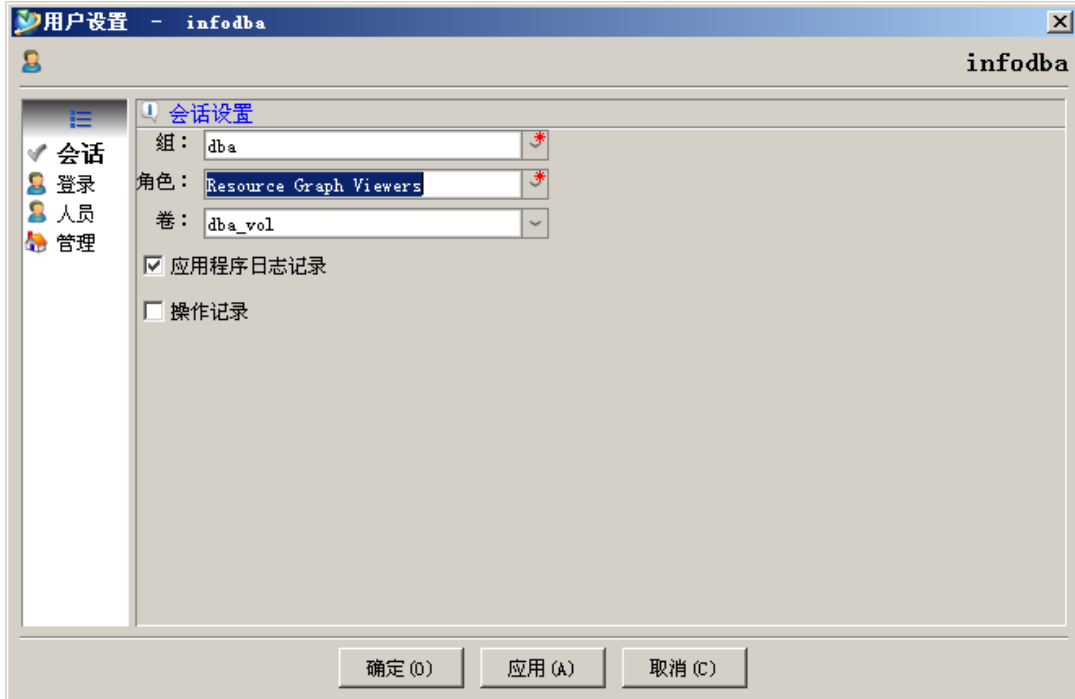 用户设置 - infodba
infodba
会话
登录
人员
管理
会话设置
组： dba
角色： Resource Graph Viewers
卷： dba_vol
应用程序日志记录
操作记录
确定(O) 应用(A) 取消(C)